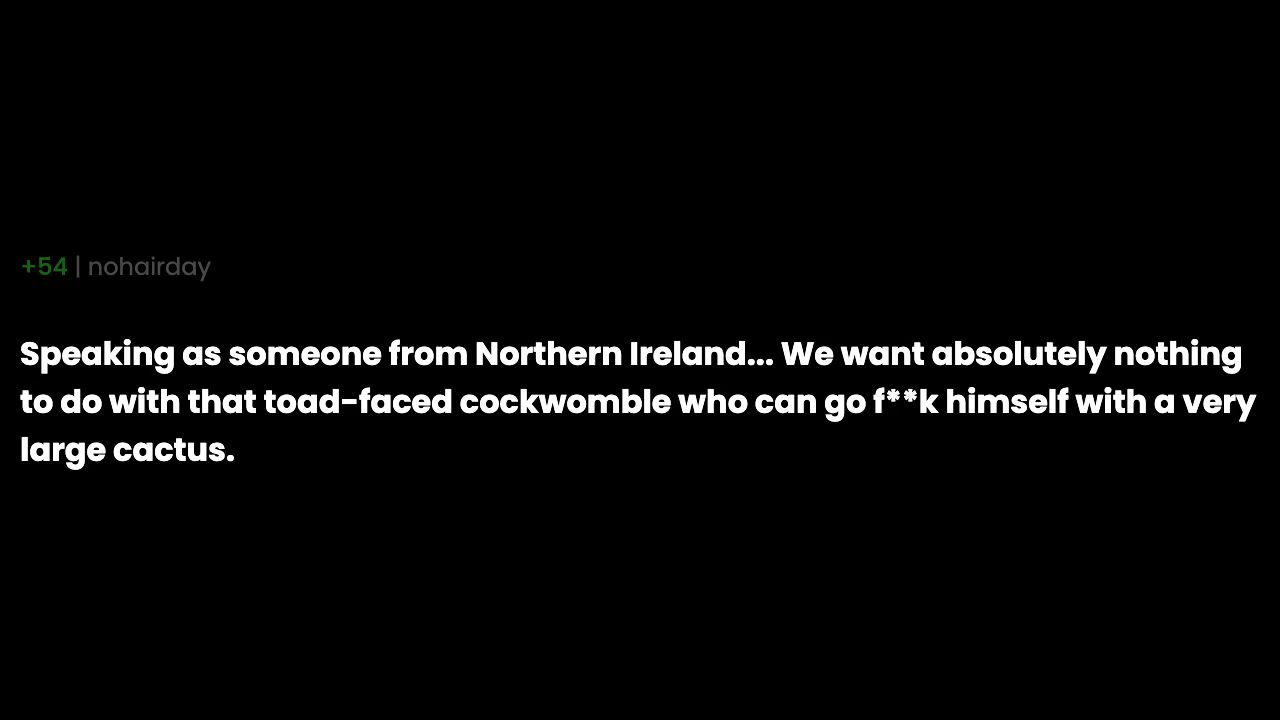 +54 | nohairday
Speaking as someone from Northern Ireland... We want absolutely nothing
to do with that toad-faced cockwomble who can go f**k himself with a very
large cactus.